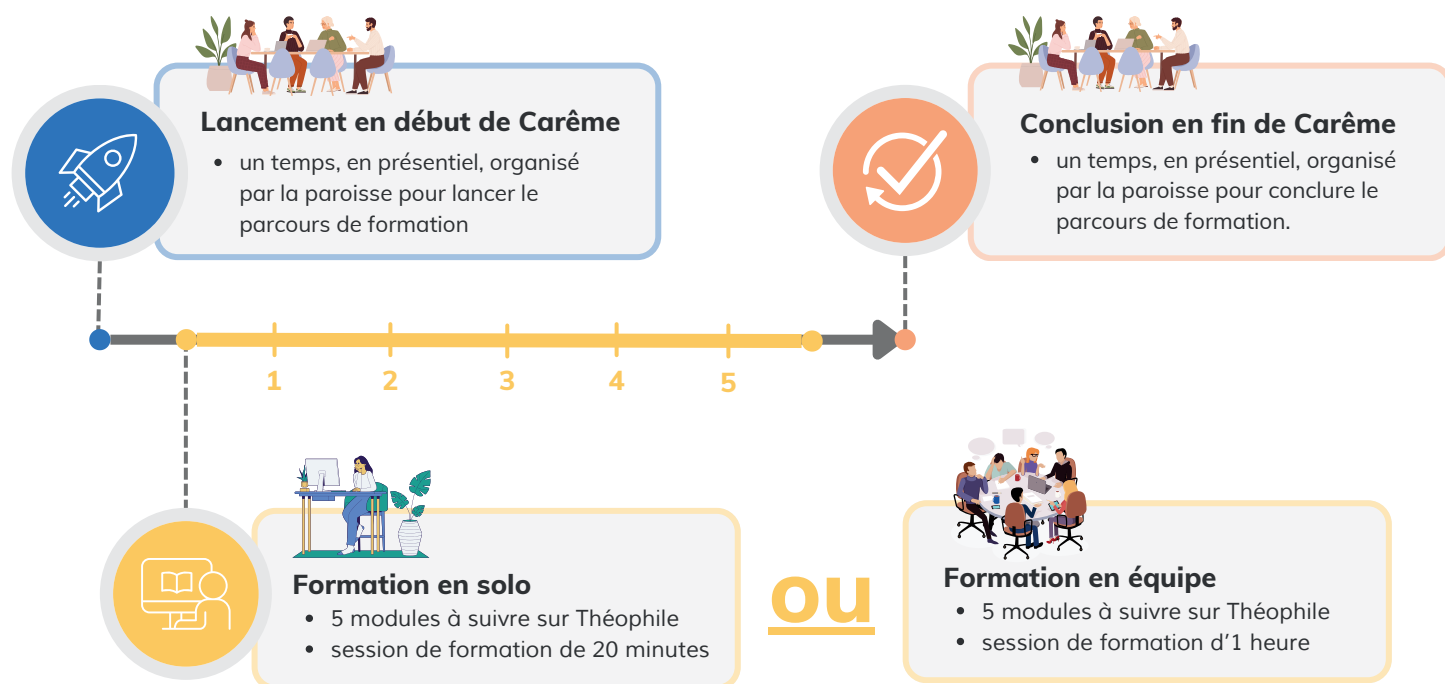 Lancement en début de Carême
• un temps, en présentiel, organisé
par la paroisse pour lancer le
parcours de formation
Conclusion en fin de Carême
• un temps, en présentiel, organisé
par la paroisse pour conclure le
parcours de formation.
1 2 3 4 5
Formation en solo
• 5 modules à suivre sur Théophile
• session de formation de 20 minutes
ou
Formation en équipe
• 5 modules à suivre sur Théophile
• session de formation d'1 heure